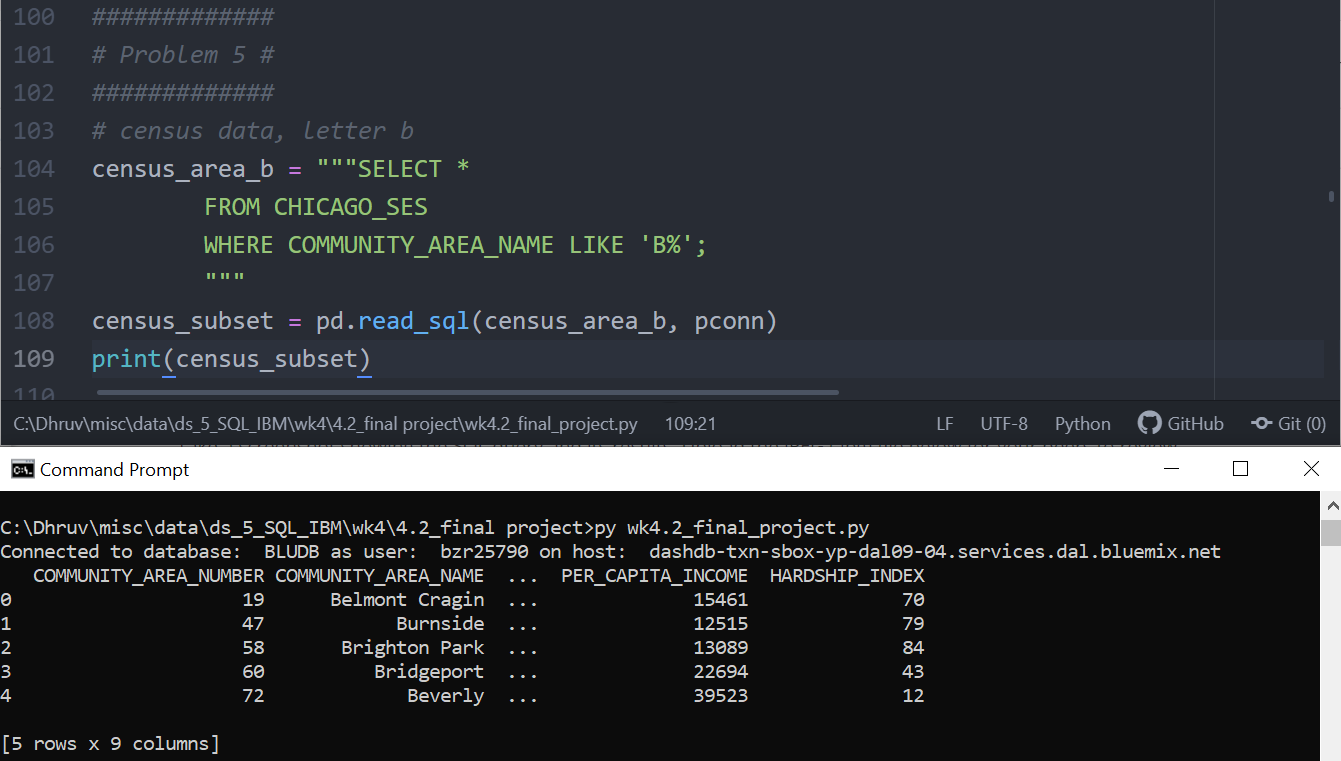 100 #############
101 # Problem 5 #
102 #############
103 # census data, letter b
104 census_area_b = """SELECT *
105 FROM CHICAGO_SES
106 WHERE COMMUNITY_AREA_NAME LIKE 'B%';
107 """
108 census_subset = pd.read_sql(census_area_b, pconn)
109 print(census_subset)
110
C:\Dhruv\misc\data\ds_5_SQL_IBM\wk4\4.2_final project\wk4.2_final_project.py 109:21 LF UTF-8 Python GitHub Git (0)
Command Prompt
C:\Dhruv\misc\data\ds_5_SQL_IBM\wk4\4.2_final project>py wk4.2_final_project.py
Connected to database:  BLUDB as user:  bzr25790 on host:  dashdb-txn-sbox-yp-dal09-04.services.dal.bluemix.net
COMMUNITY_AREA_NUMBER COMMUNITY_AREA_NAME ... PER_CAPITA_INCOME HARDSHIP_INDEX
0 19 Belmont Cragin ... 15461 70
1 47 Burnside ... 12515 79
2 58 Brighton Park ... 13089 84
3 60 Bridgeport ... 22694 43
4 72 Beverly ... 39523 12
[5 rows x 9 columns]